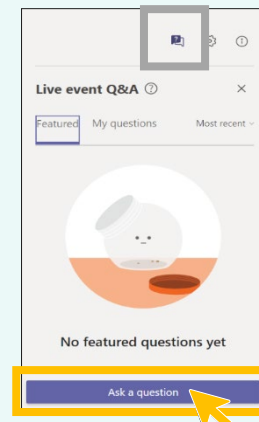 Live event Q&A
Featured My questions Most recent
No featured questions yet
Ask a question